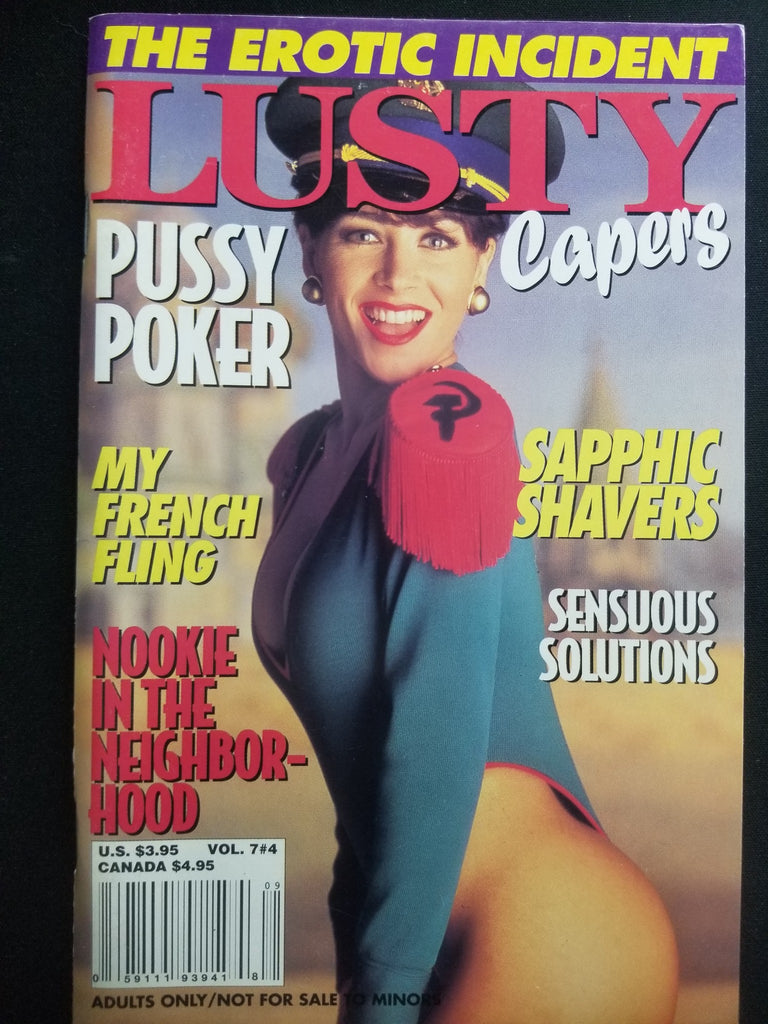 THE EROTIC INCIDENT
LUSTY
Capers
PUSSY
POKER
MY
FRENCH
FLING
SAPPHIC
SHAVERS
SENSUOUS
SOLUTIONS
NOOKIE
IN THE
NEIGHBOR-
HOOD
U.S. $3.95 VOL. 7#4
CANADA $4.95
09
0 59111 93941 8
ADULTS ONLY/NOT FOR SALE TO MINORS